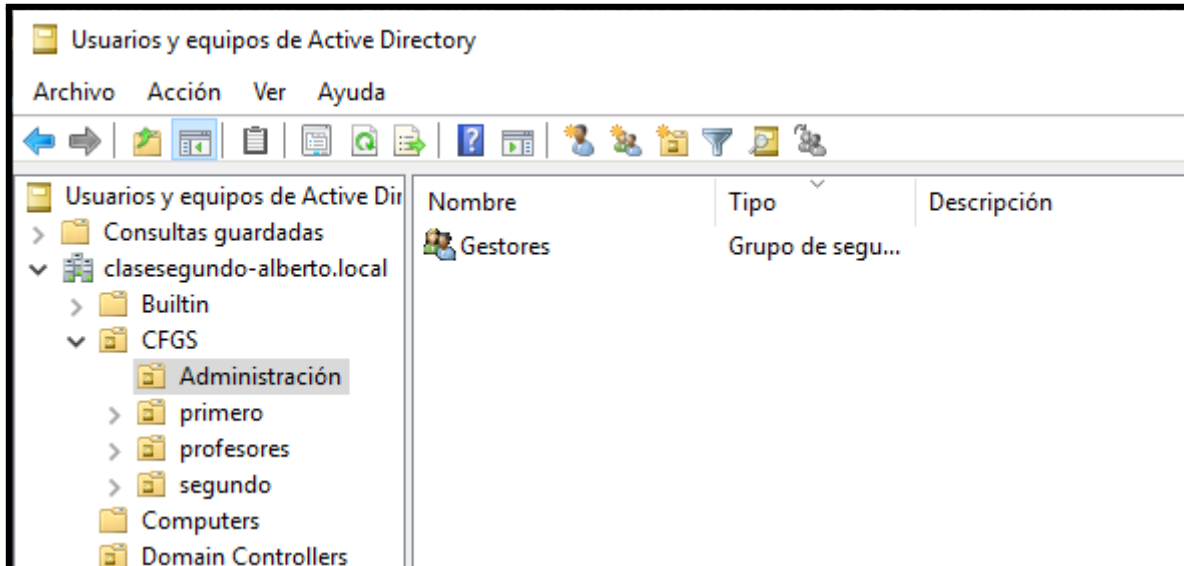 Usuarios y equipos de Active Directory
Archivo Acción Ver Ayuda
Usuarios y equipos de Active Dir
Consultas guardadas
clasesegundo-alberto.local
Builtin
CFGS
Administración
primero
profesores
segundo
Computers
Domain Controllers
Nombre Tipo Descripción
Gestores Grupo de segu...